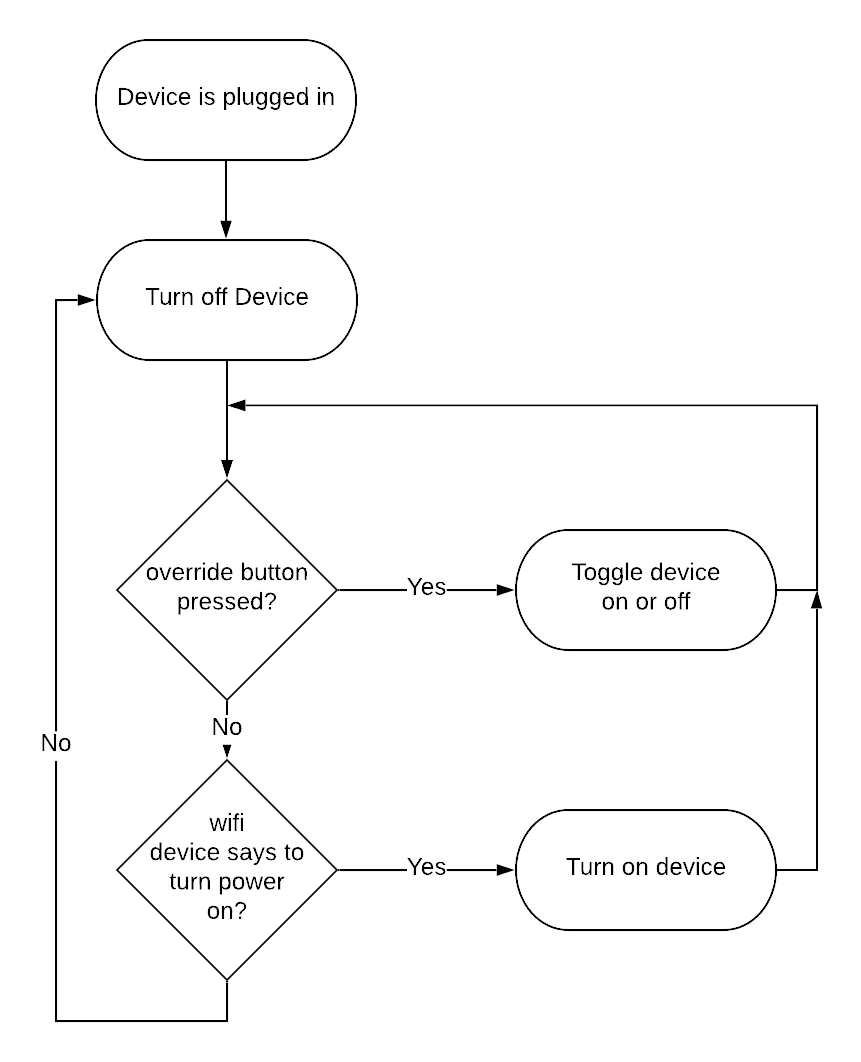 Device is plugged in
Turn off Device
override button
pressed?
Yes
Toggle device
on or off
No
No
wifi
device says to
turn power
on?
Yes
Turn on device